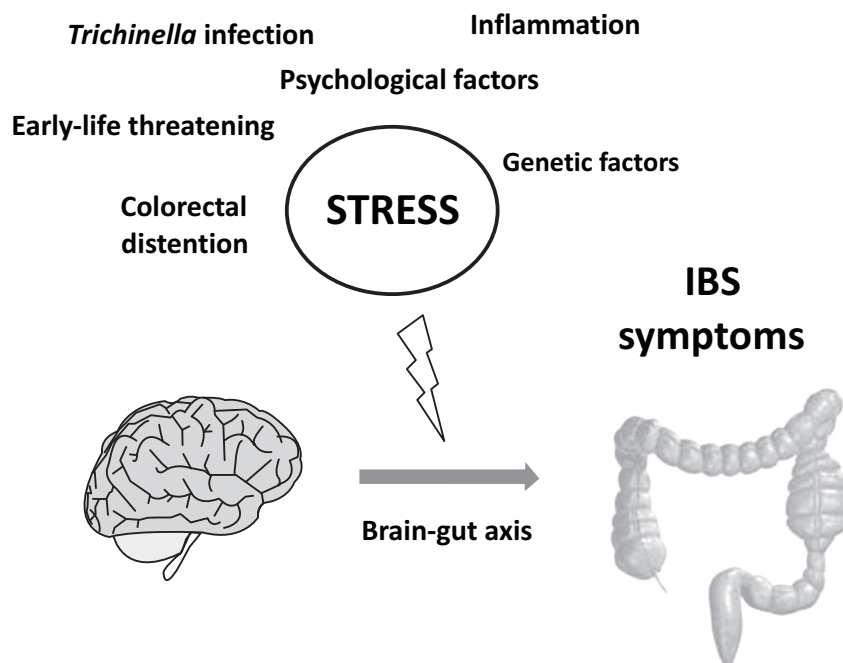 Inflammation
Trichinella infection
Psychological factors
Early-life threatening
Genetic factors
Colorectal
distention
STRESS
IBS
symptoms
Brain-gut axis